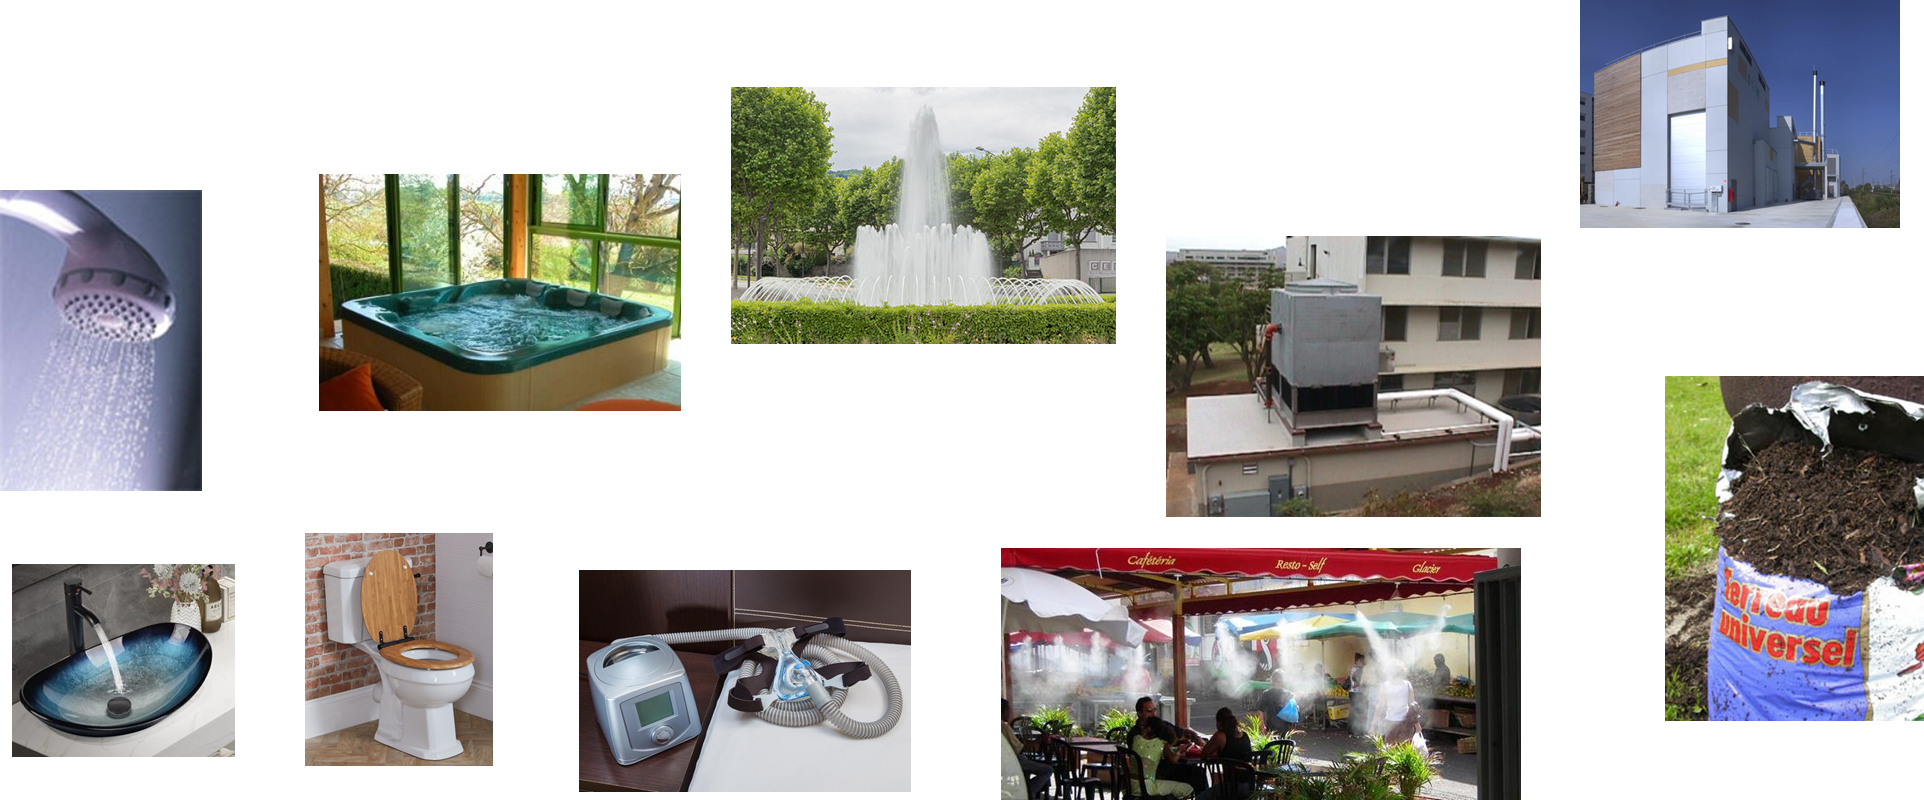 Cafétéria
Resto - Self
Glacier
Terreau
universel